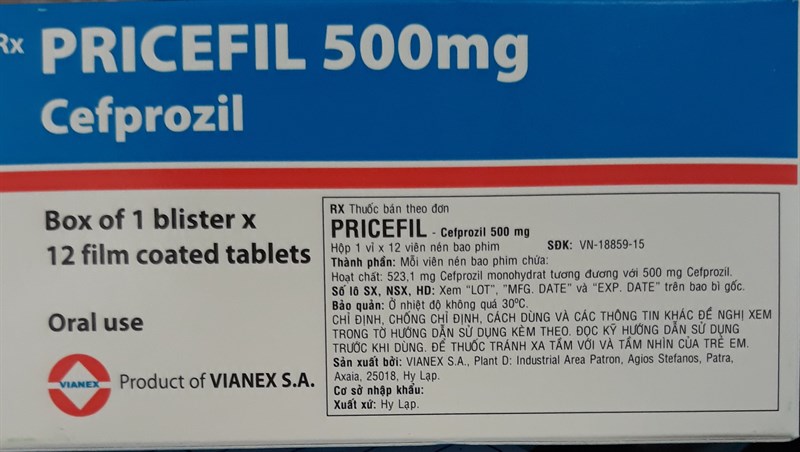 Rx PRICEFIL 500mg
Cefprozil
Box of 1 blister x
12 film coated tablets
Oral use
VIANEX
Product of VIANEX S.A.
RX Thuốc bán theo đơn
PRICEFIL - Cefprozil 500 mg
Hộp 1 vỉ x 12 viên nén bao phim SĐK: VN-18859-15
Thành phần: Mỗi viên nén bao phim chứa:
Hoạt chất: 523,1 mg Cefprozil monohydrat tương đương với 500 mg Cefprozil.
Số lô SX, NSX, HD: Xem "LOT", "MFG. DATE" và "EXP. DATE" trên bao bì gốc.
Bảo quản: Ở nhiệt độ không quá 30ºC.
CHỈ ĐỊNH, CHỐNG CHỈ ĐỊNH, CÁCH DÙNG VÀ CÁC THÔNG TIN KHÁC ĐỀ NGHỊ XEM
TRONG TỜ HƯỚNG DẪN SỬ DỤNG KÈM THEO. ĐỌC KỸ HƯỚNG DẪN SỬ DỤNG
TRƯỚC KHI DÙNG. ĐỂ THUỐC TRÁNH XA TẦM VỚI VÀ TẦM NHÌN CỦA TRẺ EM.
Sản xuất bởi: VIANEX S.A., Plant D: Industrial Area Patron, Agios Stefanos, Patra,
Axaia, 25018, Hy Lạp.
Cơ sở nhập khẩu:
Xuất xứ: Hy Lạp.